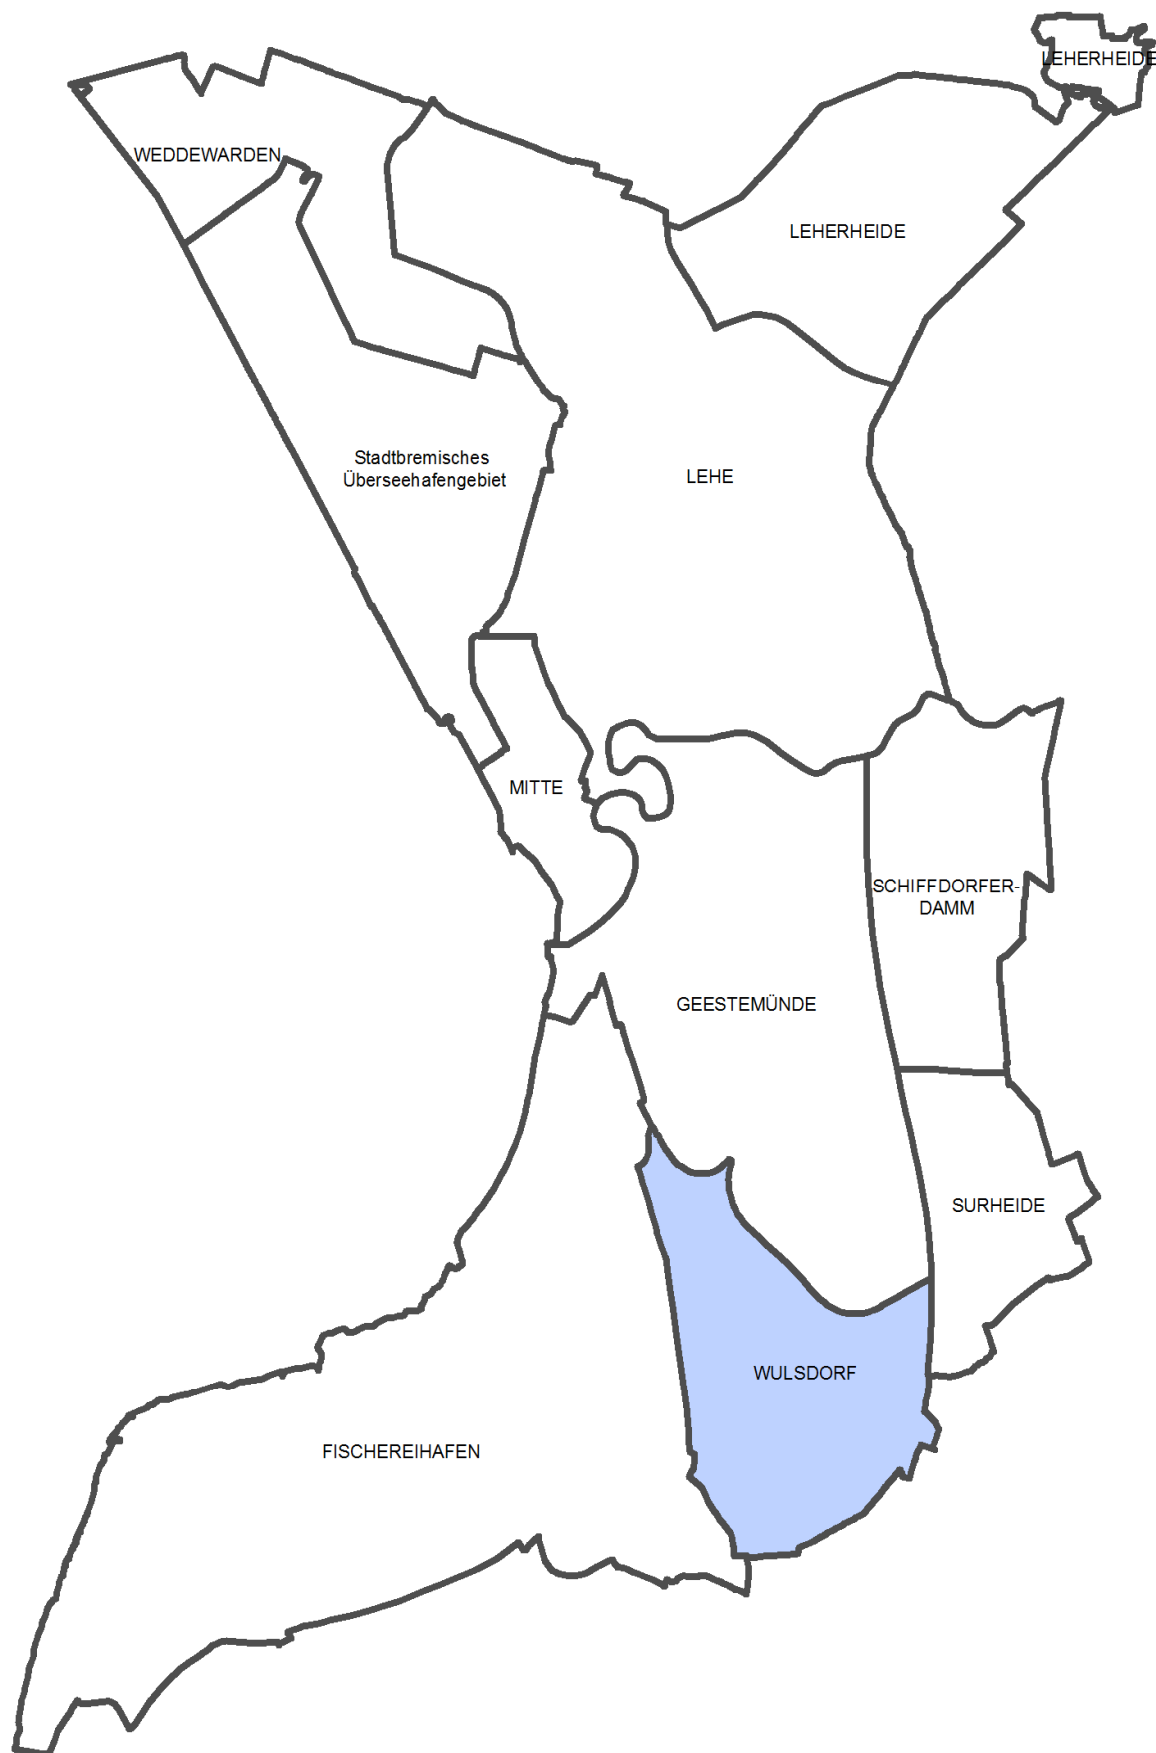 LEHERHEIDE
WEDDEWARDEN
LEHERHEIDE
Stadtbremisches
Überseehafengebiet
LEHE
MITTE
SCHIFFDORFER-
DAMM
GEESTEMÜNDE
SURHEIDE
WULSDORF
FISCHEREIHAFEN